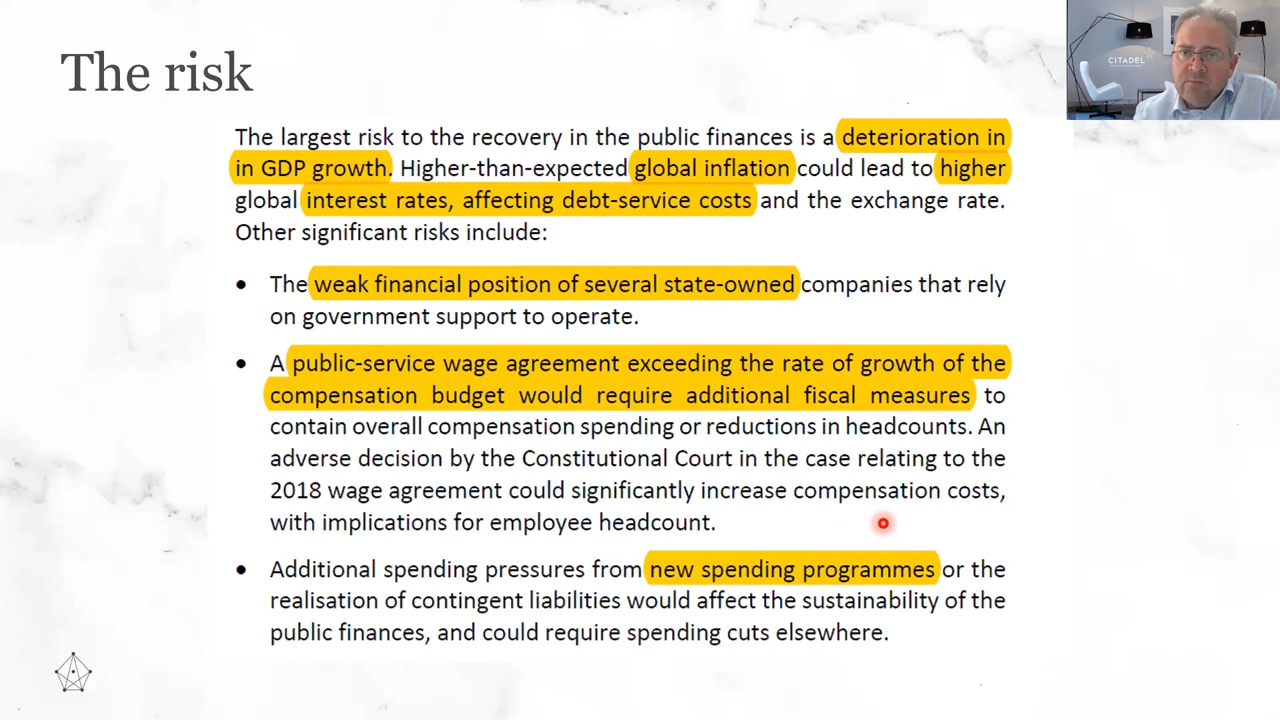 The risk
CITADEL
The largest risk to the recovery in the public finances is a deterioration in
in GDP growth. Higher-than-expected global inflation could lead to higher
global interest rates, affecting debt-service costs and the exchange rate.
Other significant risks include:
• The weak financial position of several state-owned companies that rely
on government support to operate.
• A public-service wage agreement exceeding the rate of growth of the
compensation budget would require additional fiscal measures to
contain overall compensation spending or reductions in headcounts. An
adverse decision by the Constitutional Court in the case relating to the
2018 wage agreement could significantly increase compensation costs,
with implications for employee headcount.
• Additional spending pressures from new spending programmes or the
realisation of contingent liabilities would affect the sustainability of the
public finances, and could require spending cuts elsewhere.